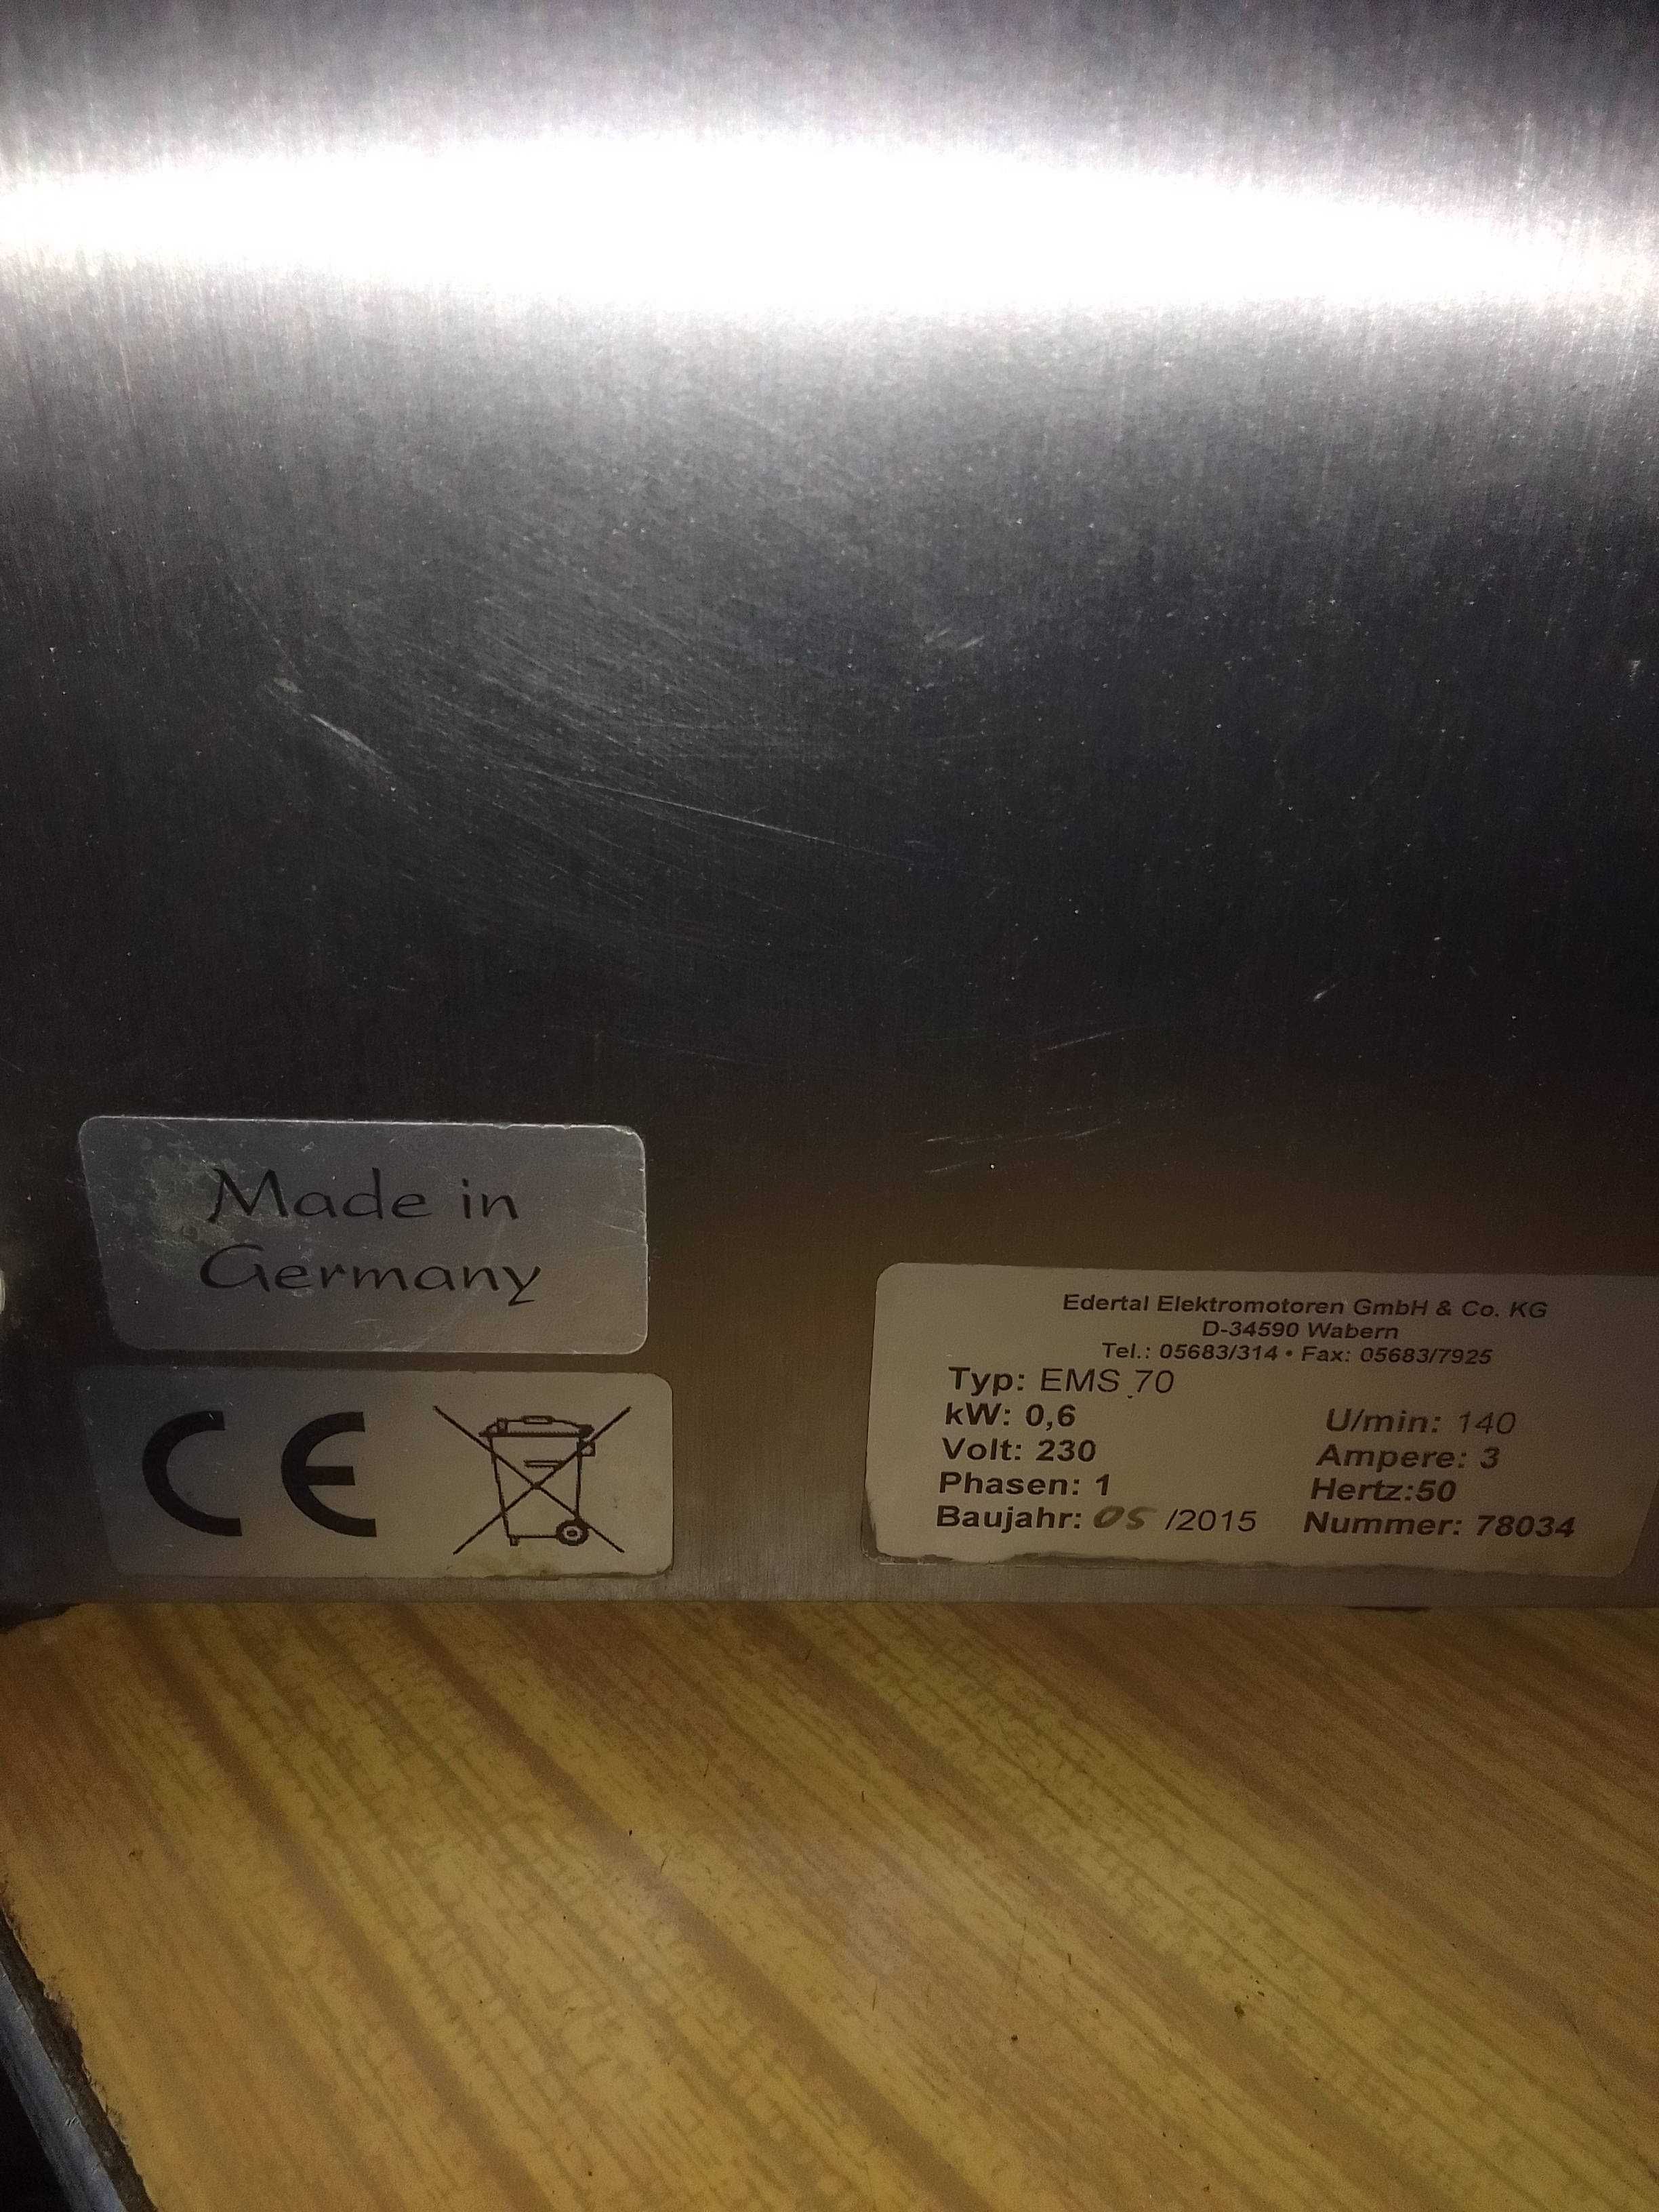 Made in
Germany
CE
Edertal Elektromotoren GmbH & Co. KG
D-34590 Wabern
Tel.: 05683/314 • Fax: 05683/7925
Typ: EMS 70
kW: 0,6 U/min: 140
Volt: 230 Ampere: 3
Phasen: 1 Hertz:50
Baujahr: 05 /2015 Nummer: 78034